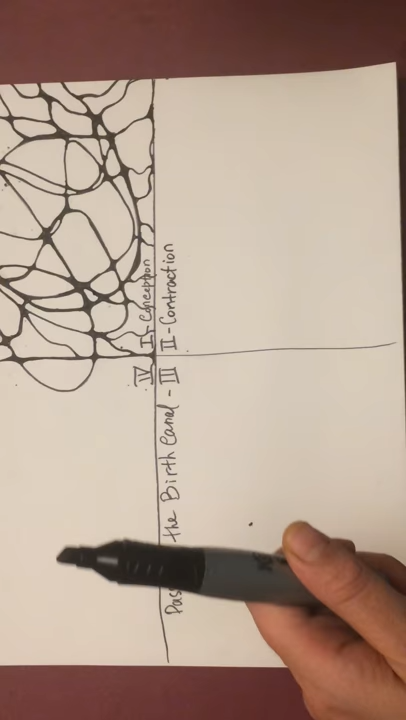 I - Conception
II - Contraction
Pas the Birth Canal - III
IV